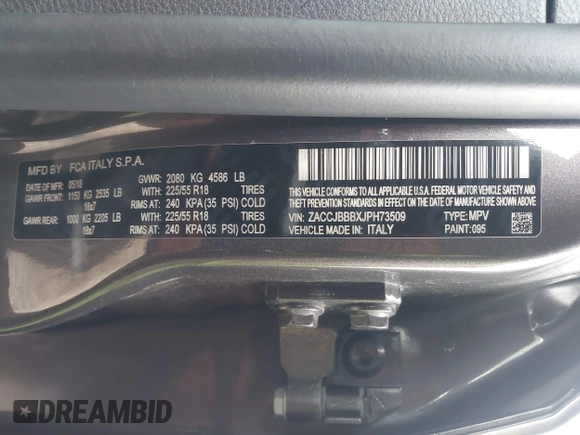 MFD BY FCA ITALY S.P.A.
DATE OF MFD 0518 GVWR: 2080 KG 4586 LB
GAWR FRONT: 1150 KG 2535 LB WITH 225/55 R18 TIRES
18x7 RIMS AT: 240 KPA(35 PSI) COLD
GAWR REAR: 1000 KG 2205 LB WITH 225/55 R18 TIRES
18x7 RIMS AT: 240 KPA(35 PSI) COLD
THIS VEHICLE CONFORMS TO ALL APPLICABLE U.S.A. FEDERAL MOTOR VEHICLE
SAFETY, BUMPER, AND THEFT PREVENTION STANDARDS IN EFFECT ON THE DATE OF MANUFACTURE SHOWN ABOVE.
VIN: ZACCJBBBXJPH73509 TYPE: MPV
VEHICLE MADE IN: ITALY PAINT: 095
DREAMBID